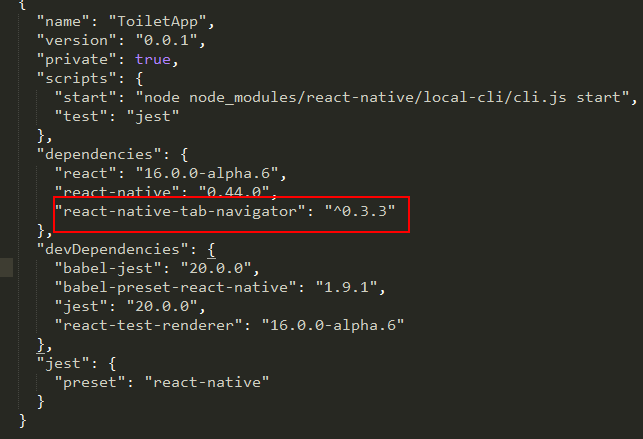 {
"name": "ToiletApp",
"version": "0.0.1",
"private": true,
"scripts": {
"start": "node node_modules/react-native/local-cli/cli.js start",
"test": "jest"
},
"dependencies": {
"react": "16.0.0-alpha.6",
"react-native": "0.44.0",
"react-native-tab-navigator": "^0.3.3"
},
"devDependencies": {
"babel-jest": "20.0.0",
"babel-preset-react-native": "1.9.1",
"jest": "20.0.0",
"react-test-renderer": "16.0.0-alpha.6"
},
"jest": {
"preset": "react-native"
}
}